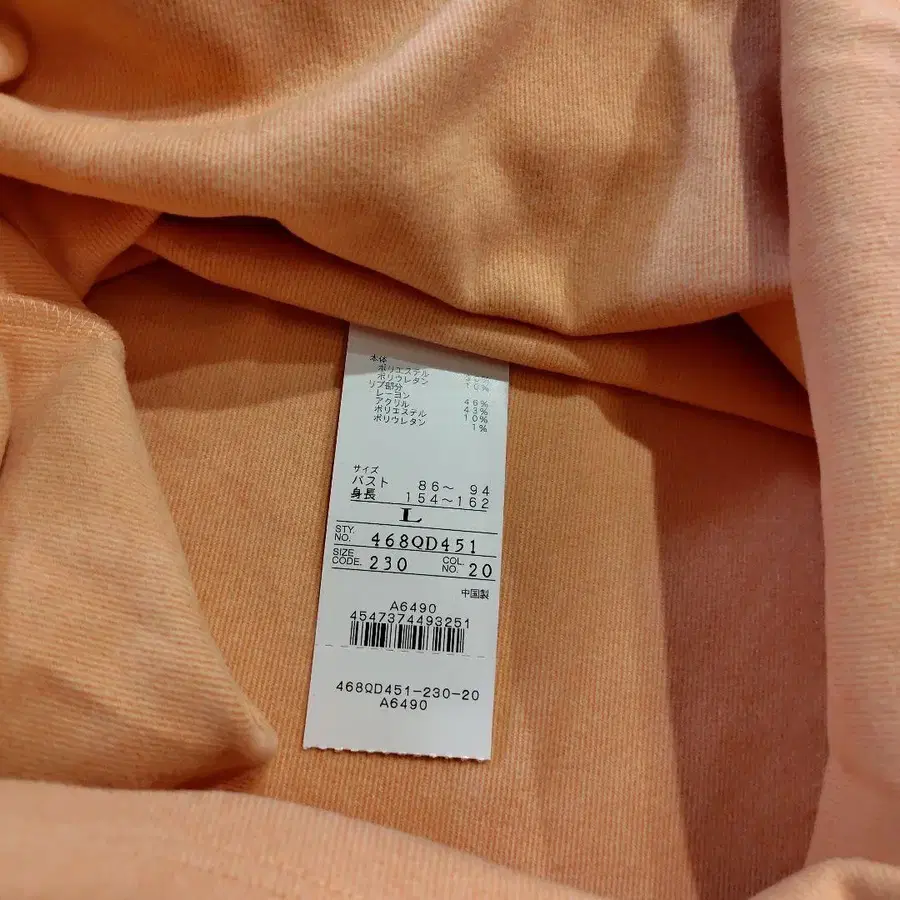 本体
ポリエステル
ポリウレタン 10%
リブ部分
レーヨン 46%
アクリル 43%
ポリエステル 10%
ポリウレタン 1%
サイズ
バスト 86～ 94
身長 154～162
L
STY. NO. 468QD451
SIZE CODE. 230 COL. NO. 20
中国製
A6490
4547374493251
468QD451-230-20
A6490